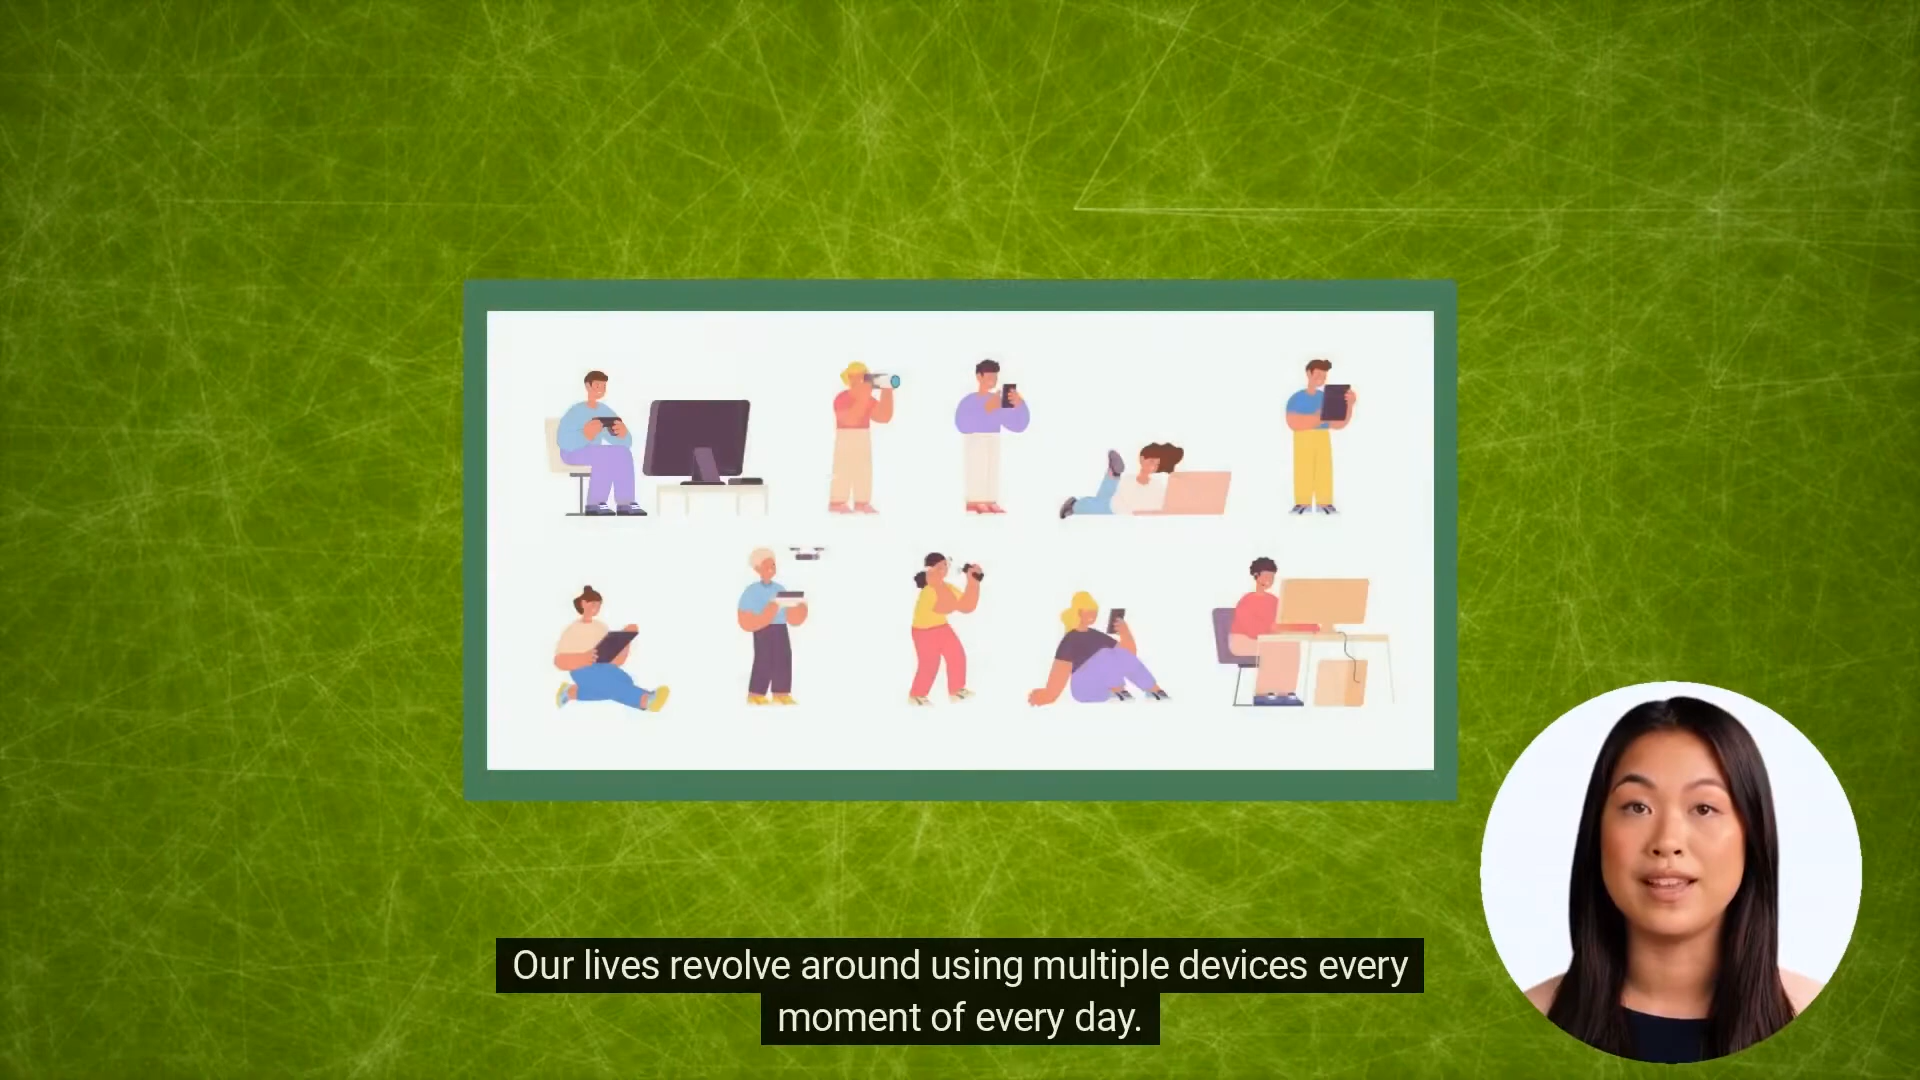 Our lives revolve around using multiple devices every
moment of every day.